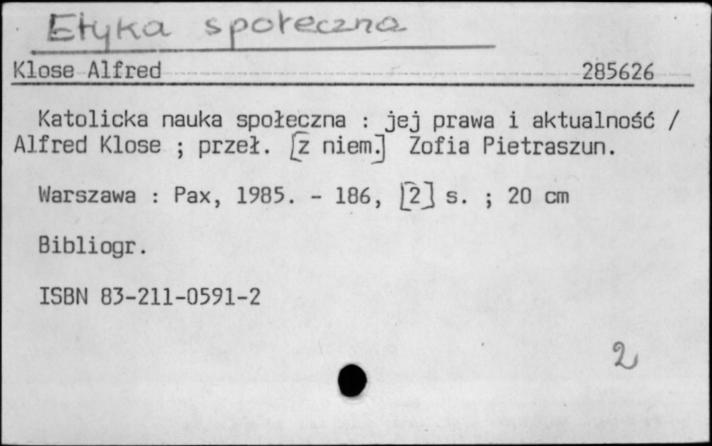 Etyka społeczna
Klose Alfred 285626
Katolicka nauka społeczna : jej prawa i aktualność /
Alfred Klose ; przeł. [z niem.] Zofia Pietraszun.
Warszawa : Pax, 1985. - 186, [2] s. ; 20 cm
Bibliogr.
ISBN 83-211-0591-2
2